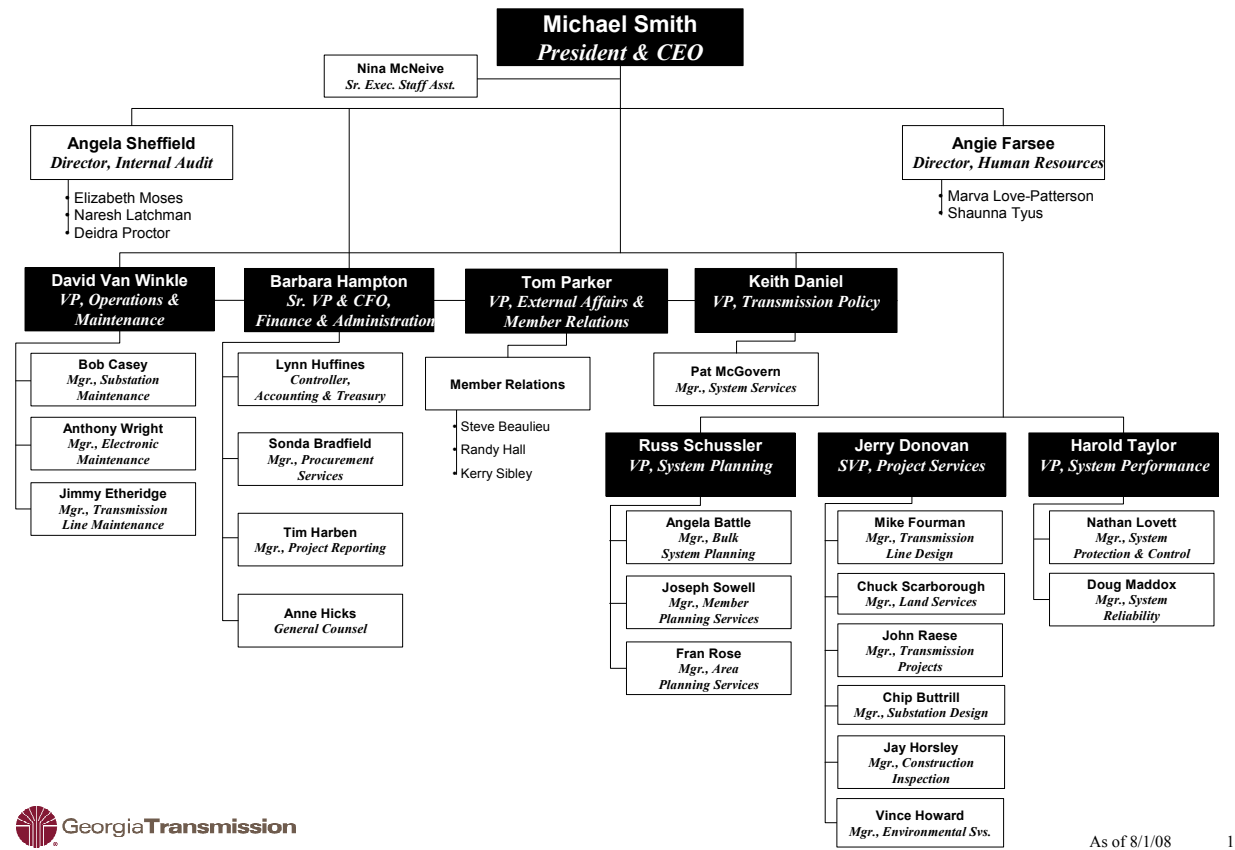 Michael Smith
President & CEO
Nina McNeive
Sr. Exec. Staff Asst.
Angela Sheffield
Director, Internal Audit
• Elizabeth Moses
• Naresh Latchman
• Deidra Proctor
Angie Farsee
Director, Human Resources
• Marva Love-Patterson
• Shaunna Tyus
David Van Winkle
VP, Operations &
Maintenance
Barbara Hampton
Sr. VP & CFO,
Finance & Administration
Tom Parker
VP, External Affairs &
Member Relations
Keith Daniel
VP, Transmission Policy
Bob Casey
Mgr., Substation
Maintenance
Anthony Wright
Mgr., Electronic
Maintenance
Jimmy Etheridge
Mgr., Transmission
Line Maintenance
Lynn Huffines
Controller,
Accounting & Treasury
Sonda Bradfield
Mgr., Procurement
Services
Tim Harben
Mgr., Project Reporting
Anne Hicks
General Counsel
Member Relations
• Steve Beaulieu
• Randy Hall
• Kerry Sibley
Pat McGovern
Mgr., System Services
Russ Schussler
VP, System Planning
Jerry Donovan
SVP, Project Services
Harold Taylor
VP, System Performance
Angela Battle
Mgr., Bulk
System Planning
Joseph Sowell
Mgr., Member
Planning Services
Fran Rose
Mgr., Area
Planning Services
Mike Fourman
Mgr., Transmission
Line Design
Chuck Scarborough
Mgr., Land Services
John Raese
Mgr., Transmission
Projects
Chip Buttrill
Mgr., Substation Design
Jay Horsley
Mgr., Construction
Inspection
Vince Howard
Mgr., Environmental Svs.
Nathan Lovett
Mgr., System
Protection & Control
Doug Maddox
Mgr., System
Reliability
GeorgiaTransmission
As of 8/1/08 1